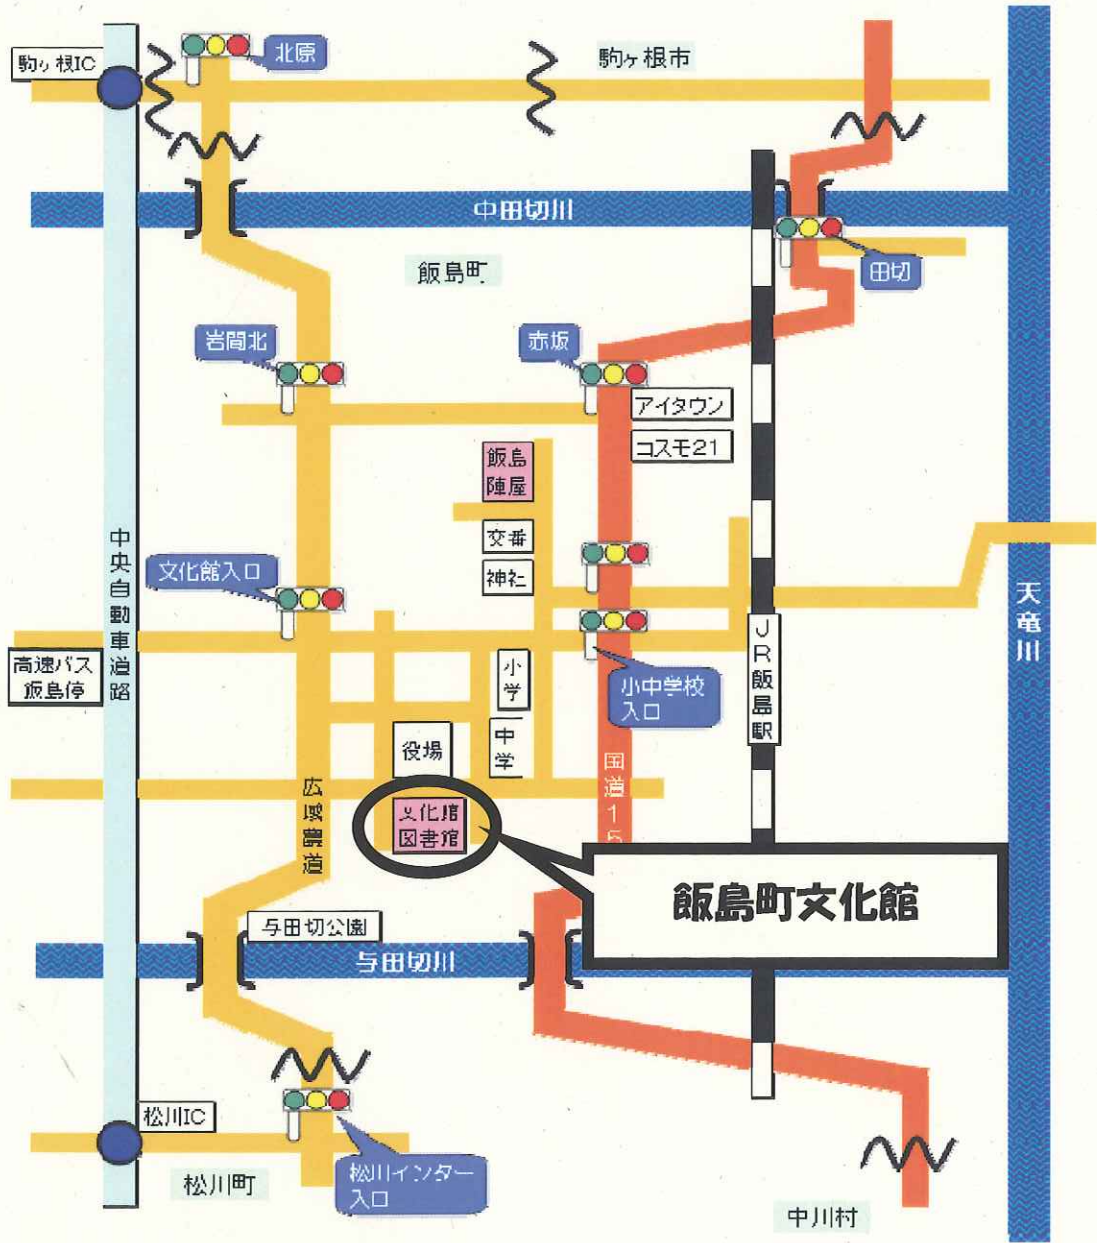 北原
駒ヶ根市
駒ヶ根IC
中田切川
飯島町
田切
岩間北
赤坂
アイタウン
コスモ21
飯島
陣屋
交番
神社
中央自動車道路
文化館入口
天竜川
JR飯島駅
高速バス
飯島停
小学
小中学校
入口
役場
中学
国道15
広域農道
文化館
図書館
飯島町文化館
与田切公園
与田切川
松川IC
松川インター
入口
松川町
中川村